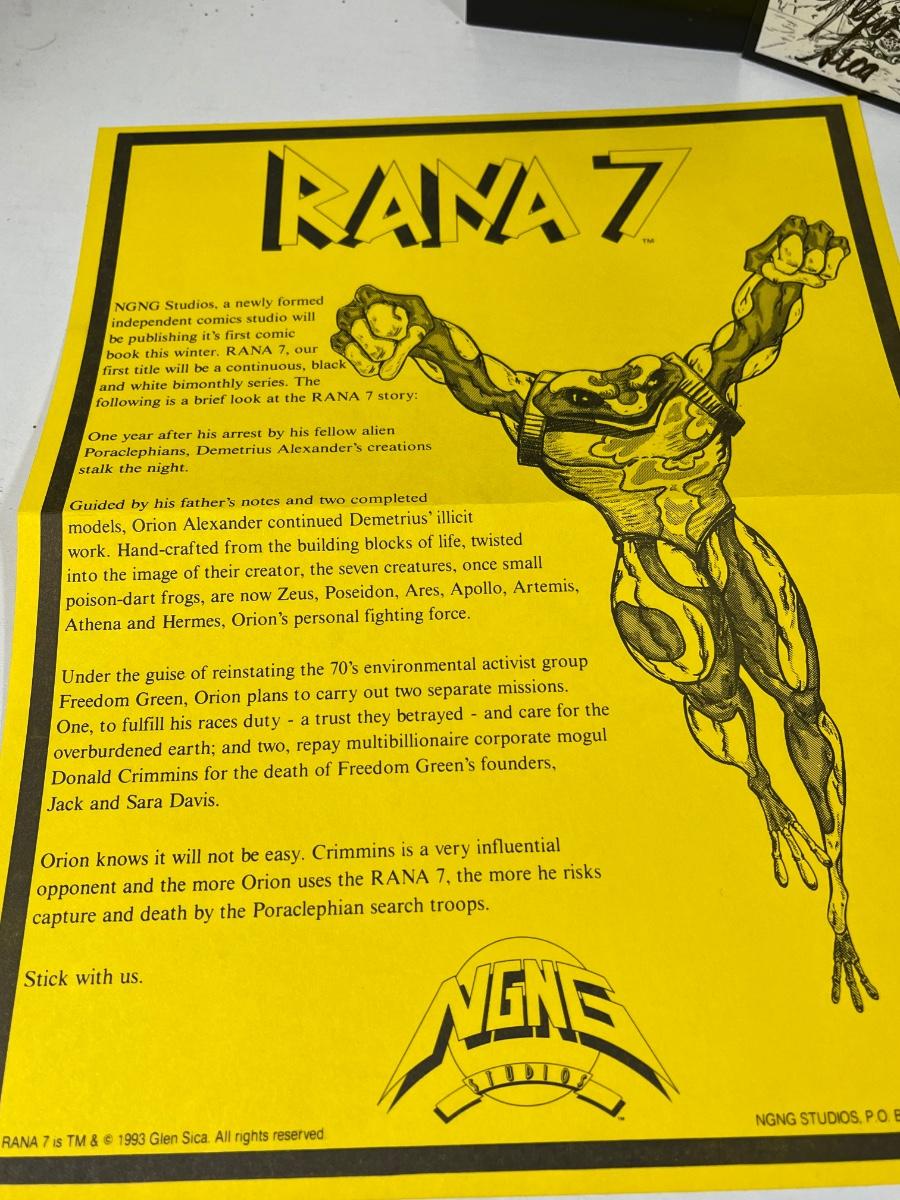 RANA 7 ™
NGNG Studios, a newly formed
independent comics studio will
be publishing it's first comic
book this winter. RANA 7, our
first title will be a continuous, black
and white bimonthly series. The
following is a brief look at the RANA 7 story:
One year after his arrest by his fellow alien
Poraclephians, Demetrius Alexander's creations
stalk the night.
Guided by his father's notes and two completed
models, Orion Alexander continued Demetrius' illicit
work. Hand-crafted from the building blocks of life, twisted
into the image of their creator, the seven creatures, once small
poison-dart frogs, are now Zeus, Poseidon, Ares, Apollo, Artemis,
Athena and Hermes, Orion's personal fighting force.
Under the guise of reinstating the 70's environmental activist group
Freedom Green, Orion plans to carry out two separate missions.
One, to fulfill his races duty - a trust they betrayed - and care for the
overburdened earth; and two, repay multibillionaire corporate mogul
Donald Crimmins for the death of Freedom Green's founders,
Jack and Sara Davis.
Orion knows it will not be easy. Crimmins is a very influential
opponent and the more Orion uses the RANA 7, the more he risks
capture and death by the Poraclephian search troops.
Stick with us.
NGNG
STUDIOS ™
RANA 7 is TM & © 1993 Glen Sica. All rights reserved
NGNG STUDIOS, P.O. B